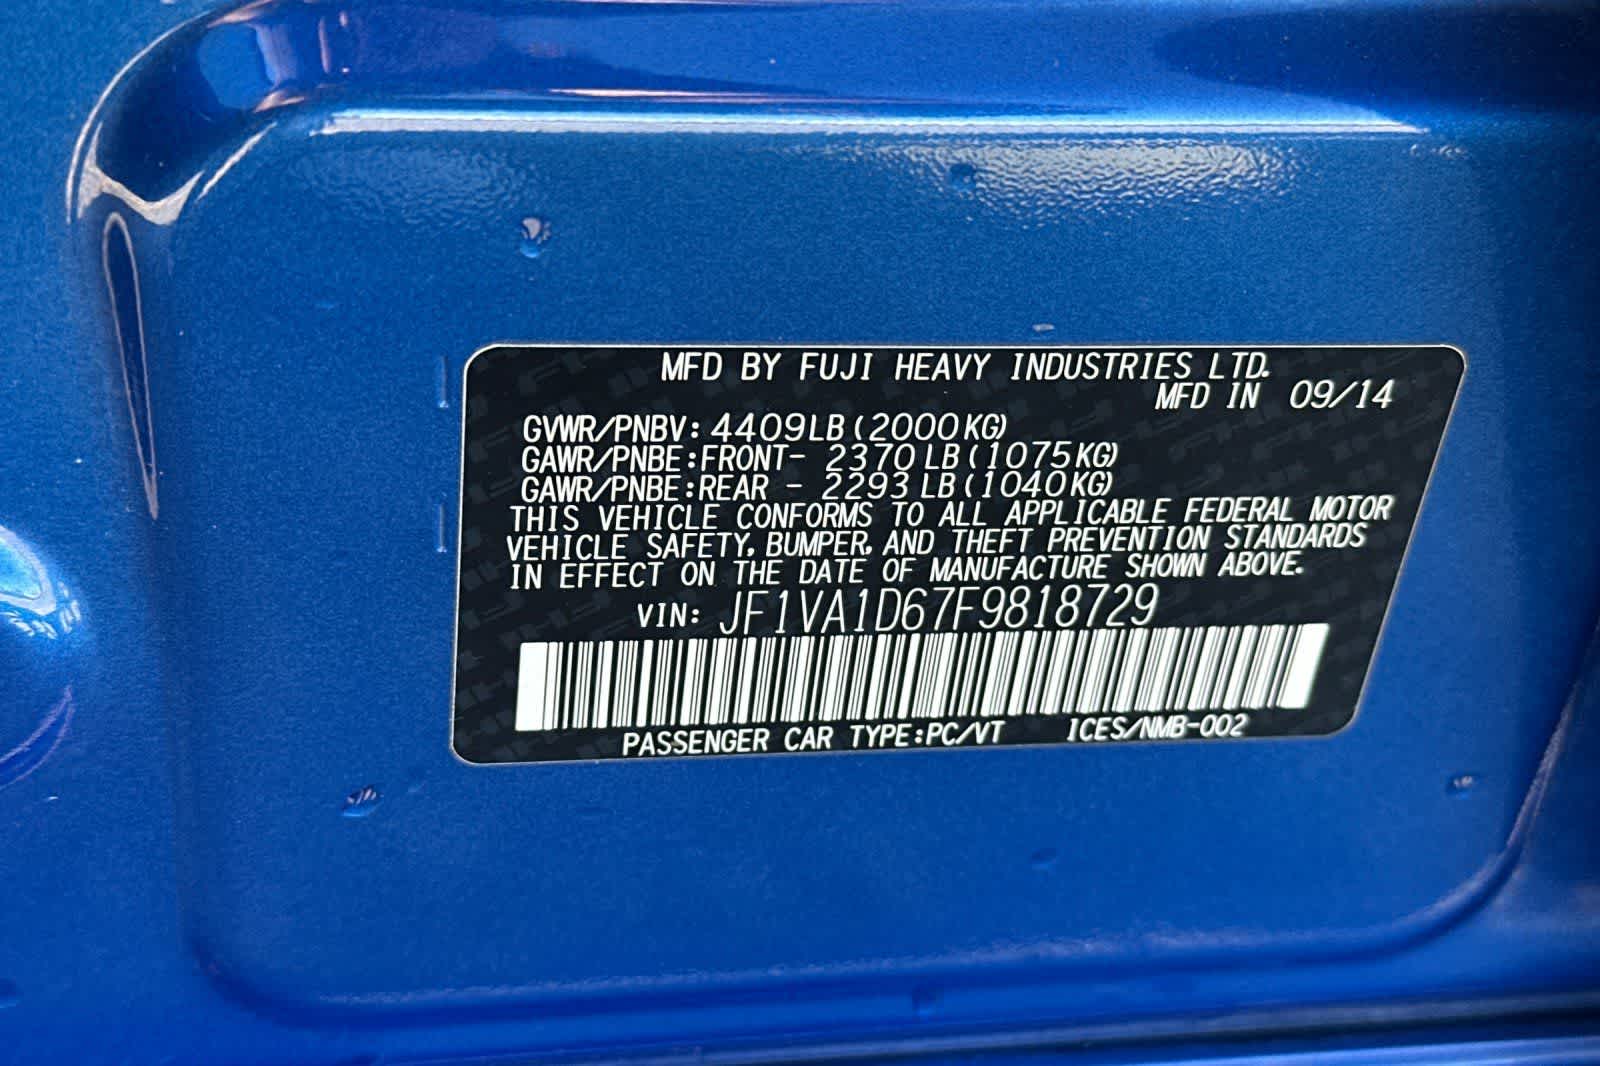 MFD BY FUJI HEAVY INDUSTRIES LTD.
MFD IN 09/14
GVWR/PNBV: 4409LB (2000KG)
GAWR/PNBE:FRONT- 2370 LB (1075KG)
GAWR/PNBE:REAR - 2293 LB (1040KG)
THIS VEHICLE CONFORMS TO ALL APPLICABLE FEDERAL MOTOR
VEHICLE SAFETY, BUMPER, AND THEFT PREVENTION STANDARDS
IN EFFECT ON THE DATE OF MANUFACTURE SHOWN ABOVE.
VIN: JF1VA1D67F9818729
PASSENGER CAR TYPE:PC/VT ICES/NMB-002